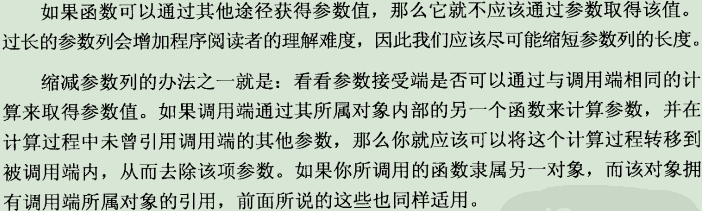 如果函数可以通过其他途径获得参数值，那么它就不应该通过参数取得该值。
过长的参数列会增加程序阅读者的理解难度，因此我们应该尽可能缩短参数列的长度。
缩减参数列的办法之一就是：看看参数接受端是否可以通过与调用端相同的计
算来取得参数值。如果调用端通过其所属对象内部的另一个函数来计算参数，并在
计算过程中未曾引用调用端的其他参数，那么你就应该可以将这个计算过程转移到
被调用端内，从而去除该项参数。如果你所调用的函数隶属另一对象，而该对象拥
有调用端所属对象的引用，前面所说的这些也同样适用。